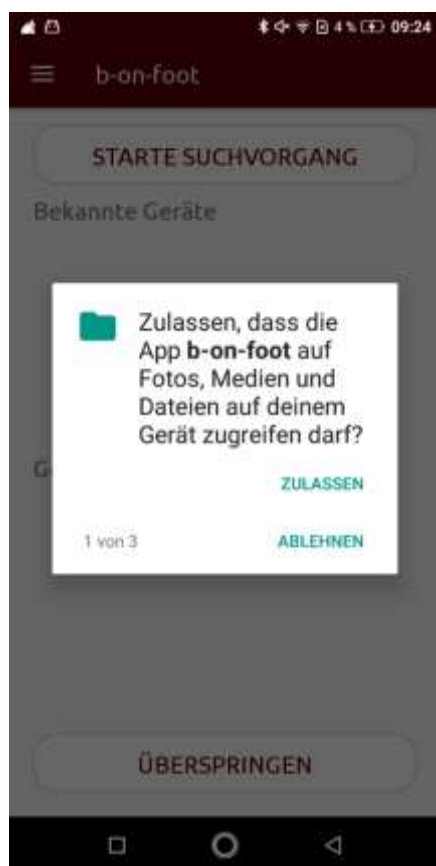 4 % 09:24
b-on-foot
STARTE SUCHVORGANG
Bekannte Geräte
Zulassen, dass die
App b-on-foot auf
Fotos, Medien und
Dateien auf deinem
Gerät zugreifen darf?
G
ZULASSEN
1 von 3
ABLEHNEN
ÜBERSPRINGEN